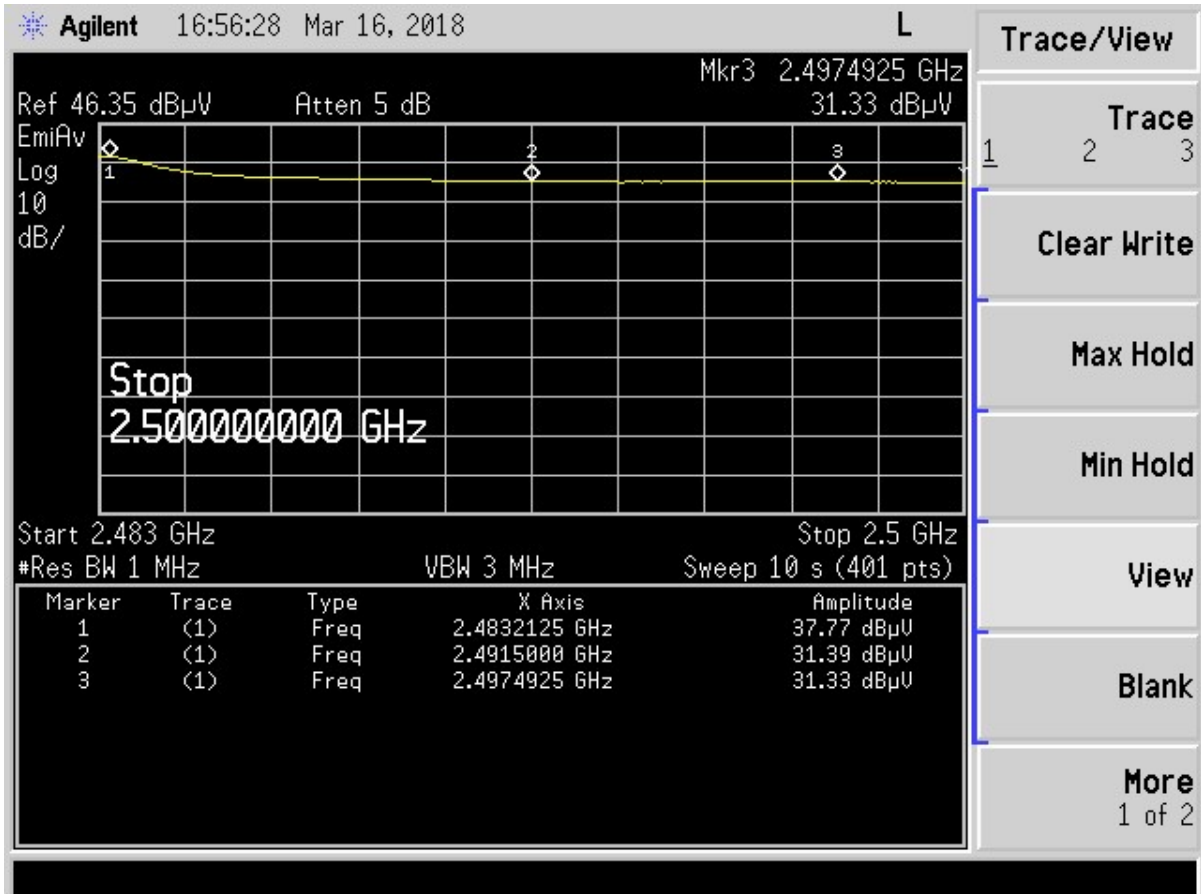 Agilent 16:56:28 Mar 16, 2018 L
Trace/View
Mkr3 2.4974925 GHz
Ref 46.35 dBµV Atten 5 dB 31.33 dBµV
EmiAv
Log
10
dB/
1
2
3
Stop
2.500000000 GHz
Start 2.483 GHz Stop 2.5 GHz
#Res BW 1 MHz VBW 3 MHz Sweep 10 s (401 pts)
Marker Trace Type X Axis Amplitude
1 (1) Freq 2.4832125 GHz 37.77 dBµV
2 (1) Freq 2.4915000 GHz 31.39 dBµV
3 (1) Freq 2.4974925 GHz 31.33 dBµV
Trace
1 2 3
Clear Write
Max Hold
Min Hold
View
Blank
More
1 of 2